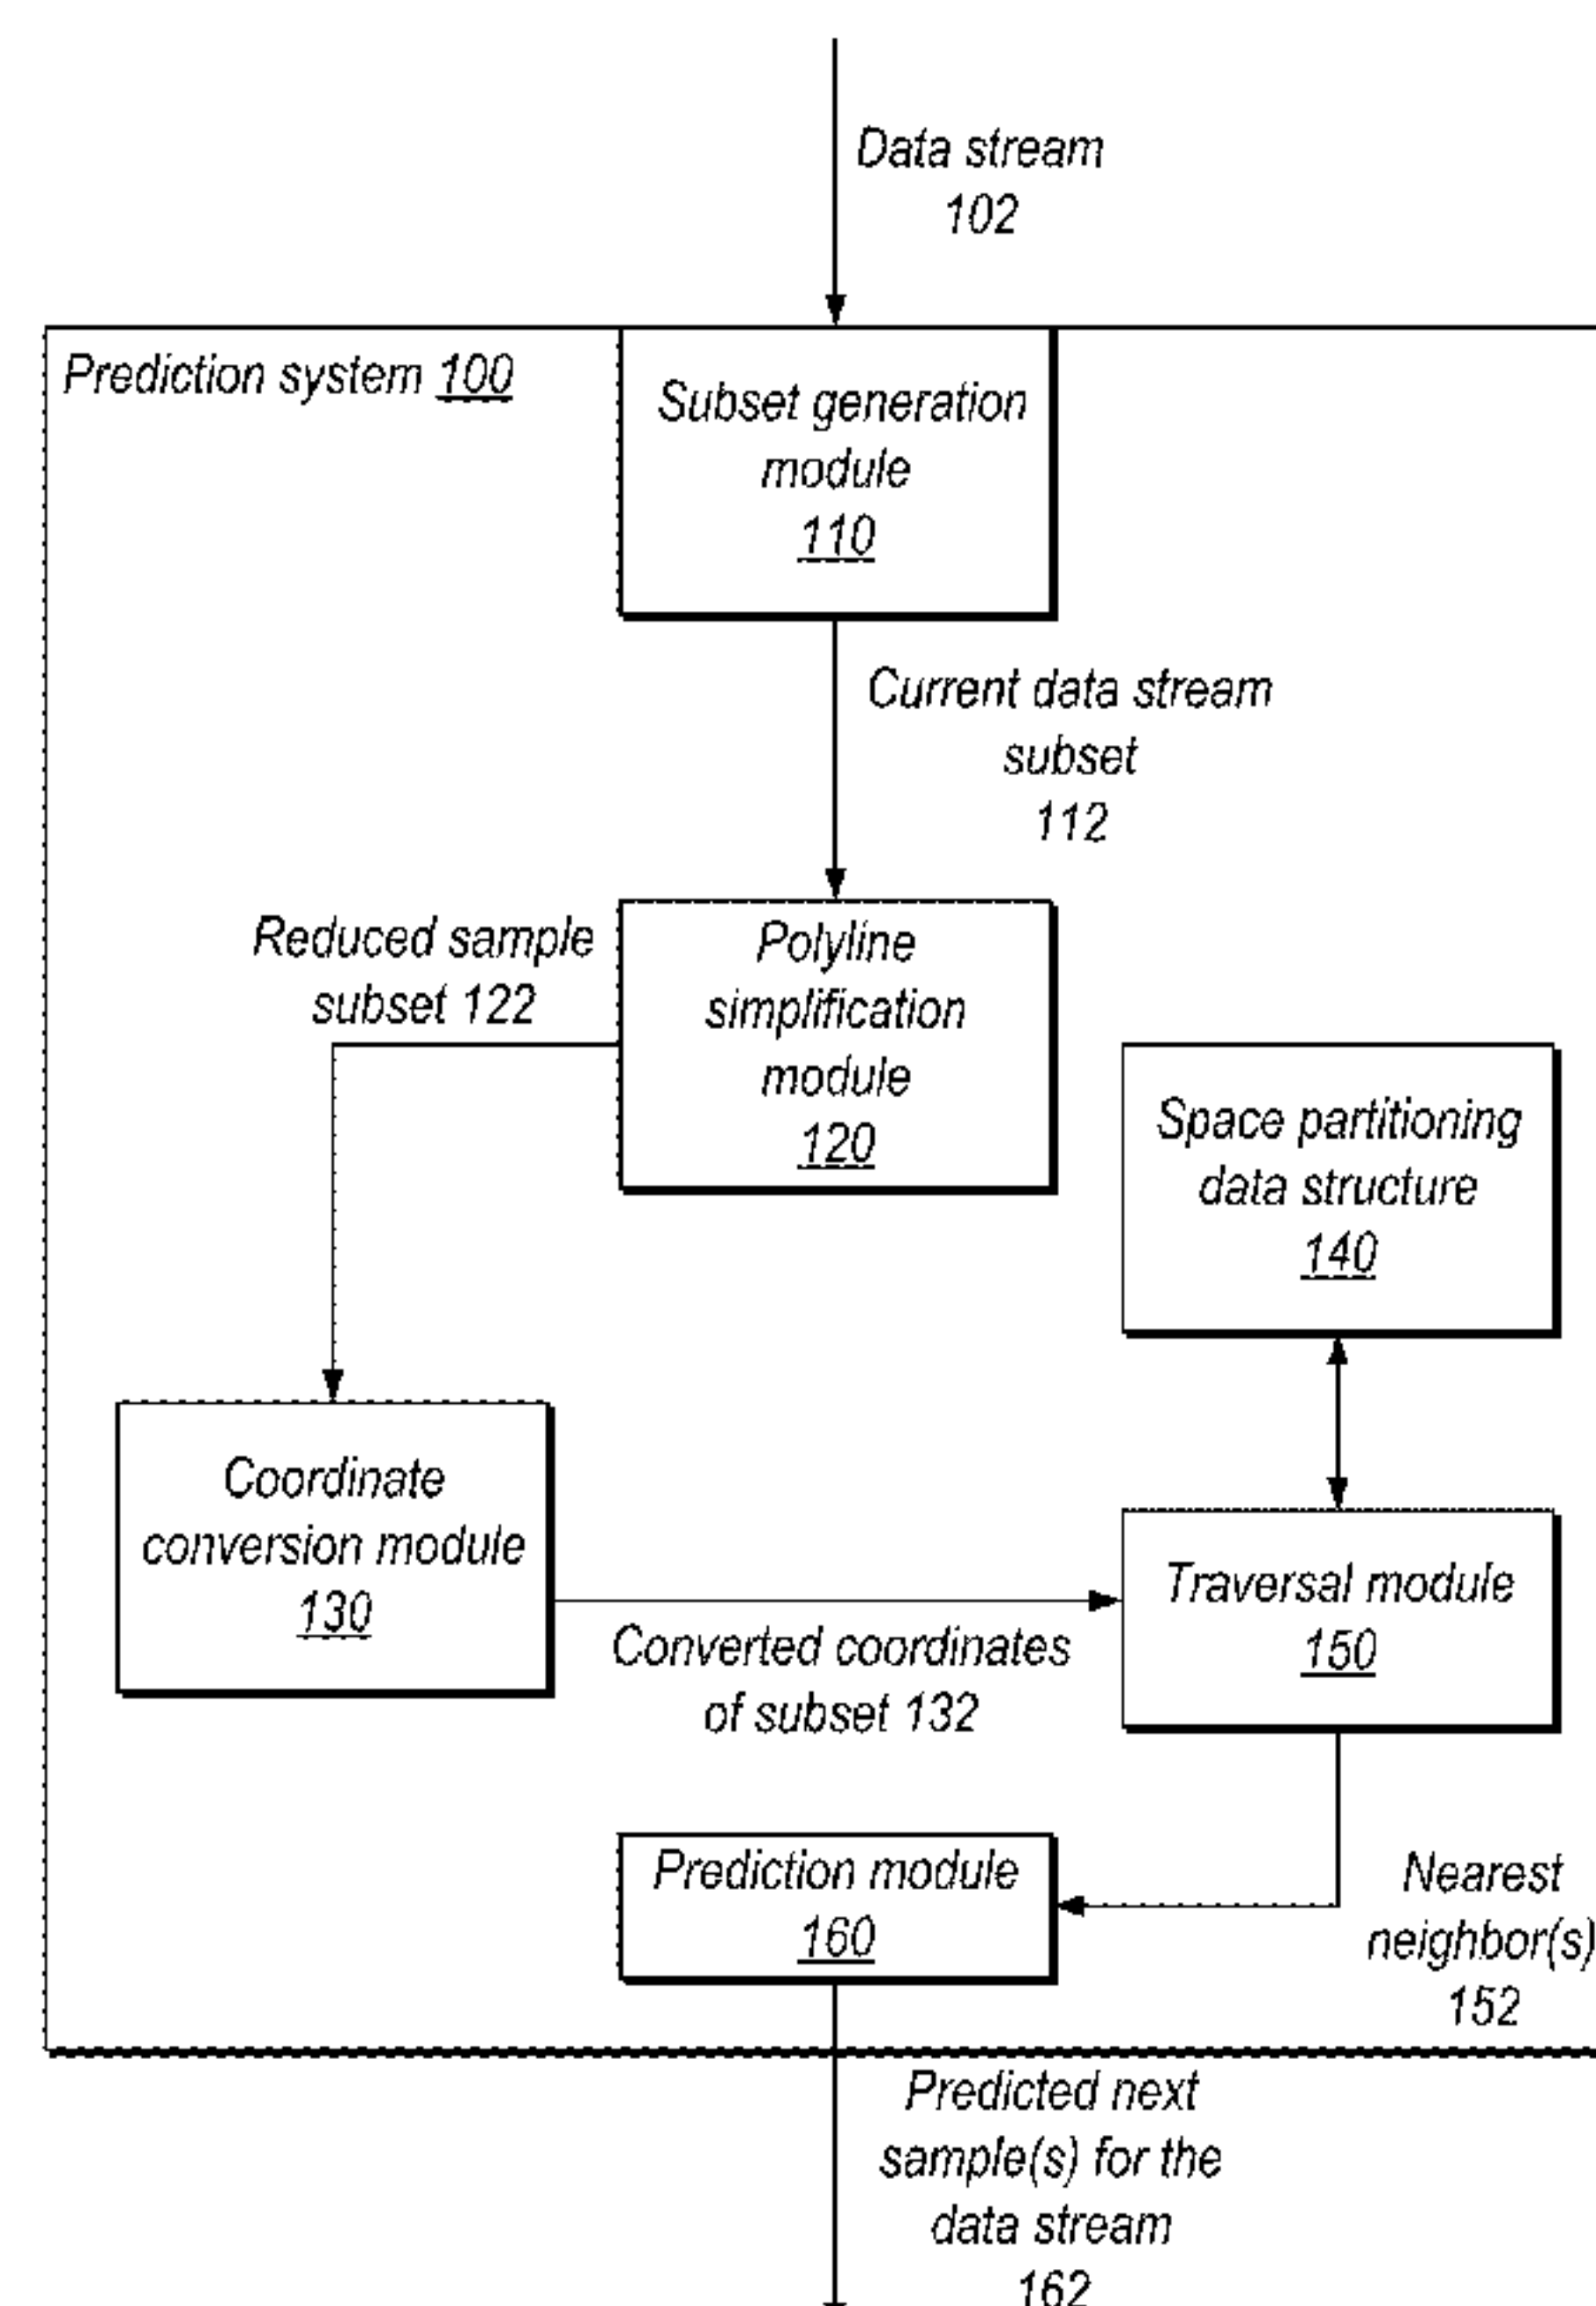 Data stream
102
Prediction system 100
Subset generation
module
110
Current data stream
subset
112
Reduced sample
subset 122
Polyline
simplification
module
120
Space partitioning
data structure
140
Coordinate
conversion module
130
Converted coordinates
of subset 132
Traversal module
150
Prediction module
160
Nearest
neighbor(s)
152
Predicted next
sample(s) for the
data stream
162